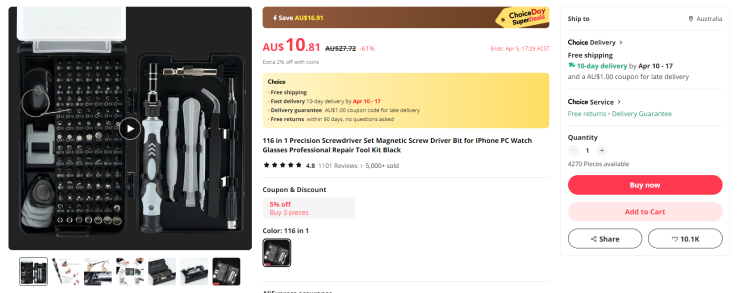 Save AU$16.91
ChoiceDay
SuperDeals
AU$10.81 AU$27.72 -61%
Ends: Apr 5, 17:29 ACST
Extra 2% off with coins
Choice
· Free shipping
· Fast delivery 10-day delivery by Apr 10 - 17
· Delivery guarantee AU$1.00 coupon code for late delivery
· Free returns within 90 days, no questions asked
116 in 1 Precision Screwdriver Set Magnetic Screw Driver Bit for IPhone PC Watch
Glasses Professional Repair Tool Kit Black
4.8 1101 Reviews | 5,000+ sold
Coupon & Discount
5% off
Buy 3 pieces
Color: 116 in 1
Ship to
Australia
Choice Delivery >
Free shipping
10-day delivery by Apr 10 - 17
and a AU$1.00 coupon for late delivery
Choice Service >
Free returns · Delivery Guarantee
Quantity
- 1 +
4270 Pieces available
Buy now
Add to Cart
Share
10.1K